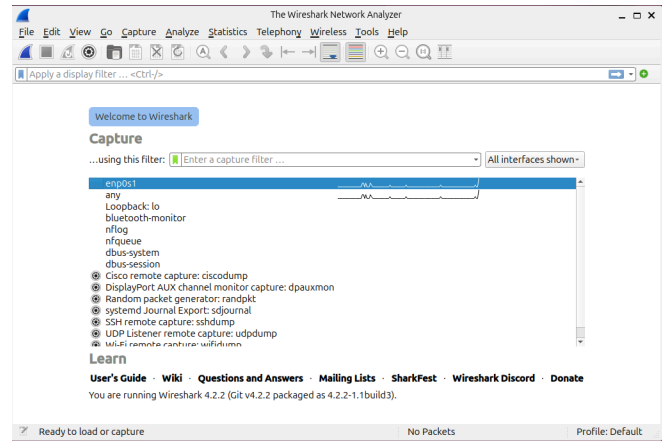 The Wireshark Network Analyzer
File Edit View Go Capture Analyze Statistics Telephony Wireless Tools Help
Apply a display filter … <Ctrl-/>
Welcome to Wireshark
Capture
…using this filter: Enter a capture filter … All interfaces shown
enp0s1
any
Loopback: lo
bluetooth-monitor
nflog
nfqueue
dbus-system
dbus-session
Cisco remote capture: ciscodump
DisplayPort AUX channel monitor capture: dpauxmon
Random packet generator: randpkt
systemd Journal Export: sdjournal
SSH remote capture: sshdump
UDP Listener remote capture: udpdump
Wi-Fi remote capture: wifidump
Learn
User's Guide · Wiki · Questions and Answers · Mailing Lists · SharkFest · Wireshark Discord · Donate
You are running Wireshark 4.2.2 (Git v4.2.2 packaged as 4.2.2-1.1build3).
Ready to load or capture No Packets Profile: Default